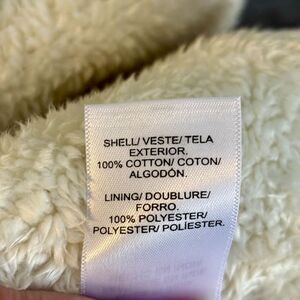 SHELL/ VESTE/ TELA
EXTERIOR.
100% COTTON/ COTON/
ALGODÓN.
LINING/ DOUBLURE/
FORRO.
100% POLYESTER/
POLYESTER/ POLIÉSTER.